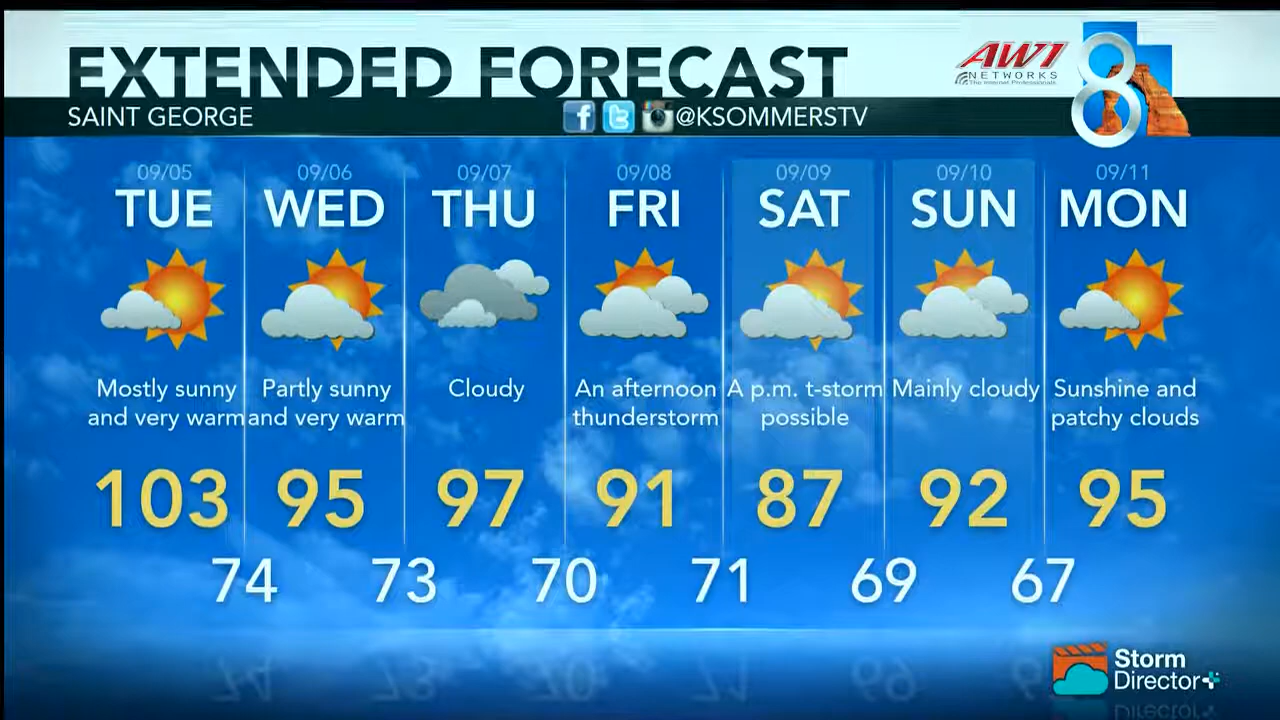 EXTENDED FORECAST
AWI
NETWORKS
The Internet Professionals
8
SAINT GEORGE
@KSOMMERSTV
09/05 09/06 09/07 09/08 09/09 09/10 09/11
TUE WED THU FRI SAT SUN MON
Mostly sunny
and very warm
Partly sunny
and very warm
Cloudy
An afternoon
thunderstorm
A p.m. t-storm
possible
Mainly cloudy
Sunshine and
patchy clouds
103 95 97 91 87 92 95
74 73 70 71 69 67
Storm
Director+